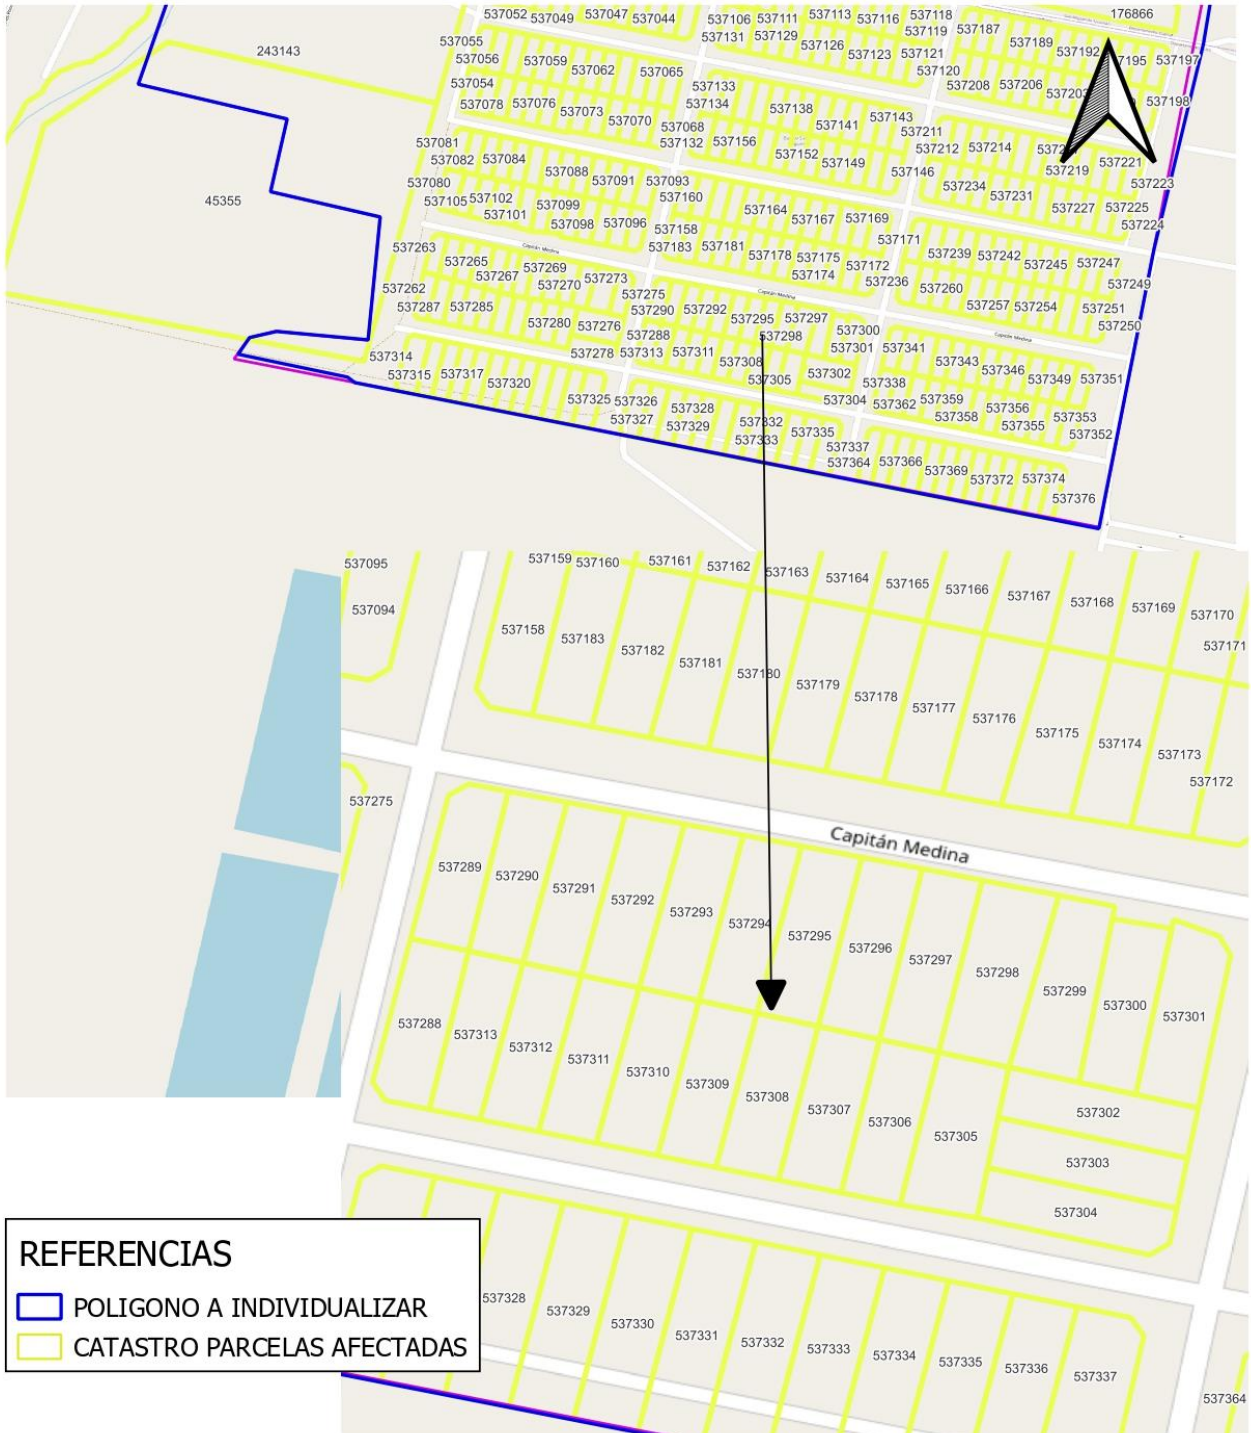 537052 537049 537047 537044 537106 537111 537113 537116 537118 176866
537131 537129 537126 537123 537119 537121 537187 537189 537192 195 537197
537055 537056 537059 537062 537065 537120
243143
537054 537133 537208 537206 537203 537198
537078 537076 537073 537070 537134 537138 537141 537143
537068 537132 537156 537152 537149 537211 537212 537214 537219 537221
537081 537082 537084 537088 537091 537093 537146 537223
537080 537160 537234 537231 537227 537225
45355
537105 537102 537101 537099 537098 537096 537158 537164 537167 537169 537224
537263 Capitán Medina 537183 537181 537178 537175 537171 537239 537242 537245 537247
537265 537267 537269 537270 537273 537174 537172 537236 537249
537262 537275 Capitán Medina 537260
537287 537285 537290 537292 537295 537297 537257 537254 537251
537280 537276 537288 537298 537300 Capitán Medina 537250
537314 537278 537313 537311 537308 537301 537341 537343 537346
537315 537317 537320 537305 537302 537338 537349 537351
537325 537326 537304 537362 537359 537356
537327 537328 537329 537332 537358 537355 537353
537333 537335 537337 537352
537364 537366 537369 537372 537374
537376
537095 537159 537160 537161 537162 537163 537164 537165 537166 537167 537168 537169 537170
537094
537158 537183 537182 537181 537180 537179 537178 537177 537176 537175 537174 537173 537171
537172
537275
Capitán Medina
537289 537290 537291 537292 537293 537294 537295 537296 537297 537298 537299 537300 537301
537288 537313 537312 537311 537310 537309 537308 537307 537306 537305
537302
537303
537304
REFERENCIAS
POLIGONO A INDIVIDUALIZAR
CATASTRO PARCELAS AFECTADAS
537328 537329 537330 537331 537332 537333 537334 537335 537336 537337
537364